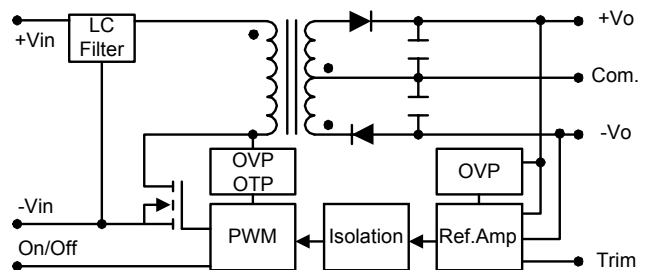 +Vin
LC
Filter
+Vo
Com.
-Vo
OVP
OTP
OVP
-Vin
On/Off
PWM
Isolation
Ref.Amp
Trim